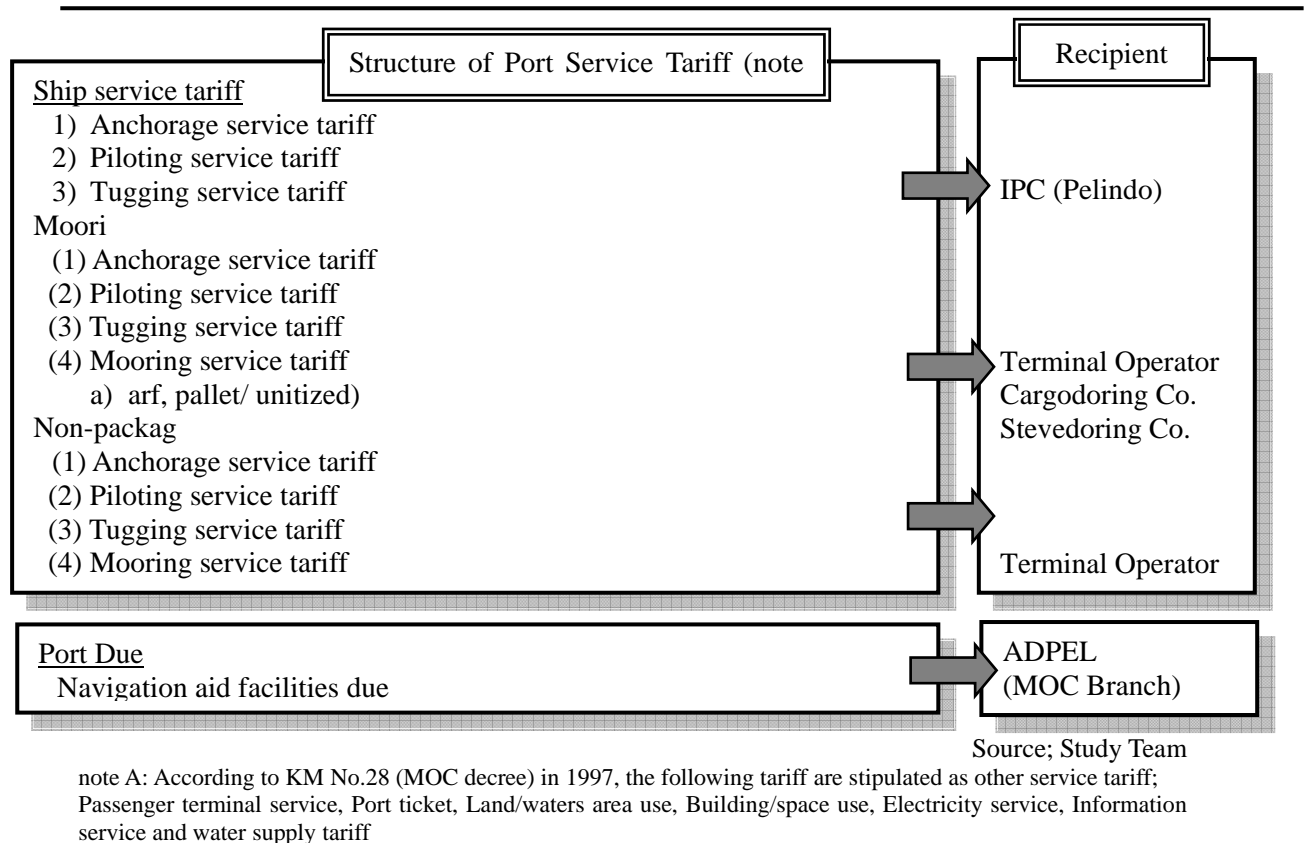 Structure of Port Service Tariff (note
Recipient
Ship service tariff
1) Anchorage service tariff
2) Piloting service tariff
3) Tugging service tariff
IPC (Pelindo)
Moori
(1) Anchorage service tariff
(2) Piloting service tariff
(3) Tugging service tariff
(4) Mooring service tariff
a) arf, pallet/ unitized)
Terminal Operator
Cargodoring Co.
Stevedoring Co.
Non-packag
(1) Anchorage service tariff
(2) Piloting service tariff
(3) Tugging service tariff
(4) Mooring service tariff
Terminal Operator
Port Due
Navigation aid facilities due
ADPEL
(MOC Branch)
Source; Study Team
note A: According to KM No.28 (MOC decree) in 1997, the following tariff are stipulated as other service tariff;
Passenger terminal service, Port ticket, Land/waters area use, Building/space use, Electricity service, Information
service and water supply tariff